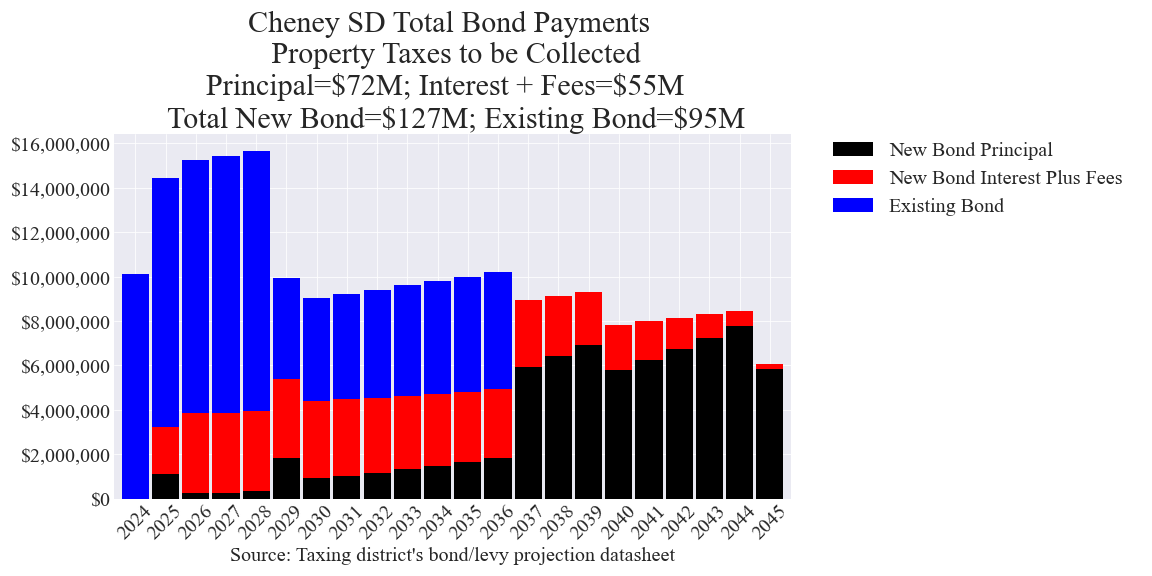 Cheney SD Total Bond Payments
Property Taxes to be Collected
Principal=$72M; Interest + Fees=$55M
Total New Bond=$127M; Existing Bond=$95M
$16,000,000
$14,000,000
$12,000,000
$10,000,000
$8,000,000
$6,000,000
$4,000,000
$2,000,000
$0
New Bond Principal
New Bond Interest Plus Fees
Existing Bond
2024 2025 2026 2027 2028 2029 2030 2031 2032 2033 2034 2035 2036 2037 2038 2039 2040 2041 2042 2043 2044 2045
Source: Taxing district's bond/levy projection datasheet